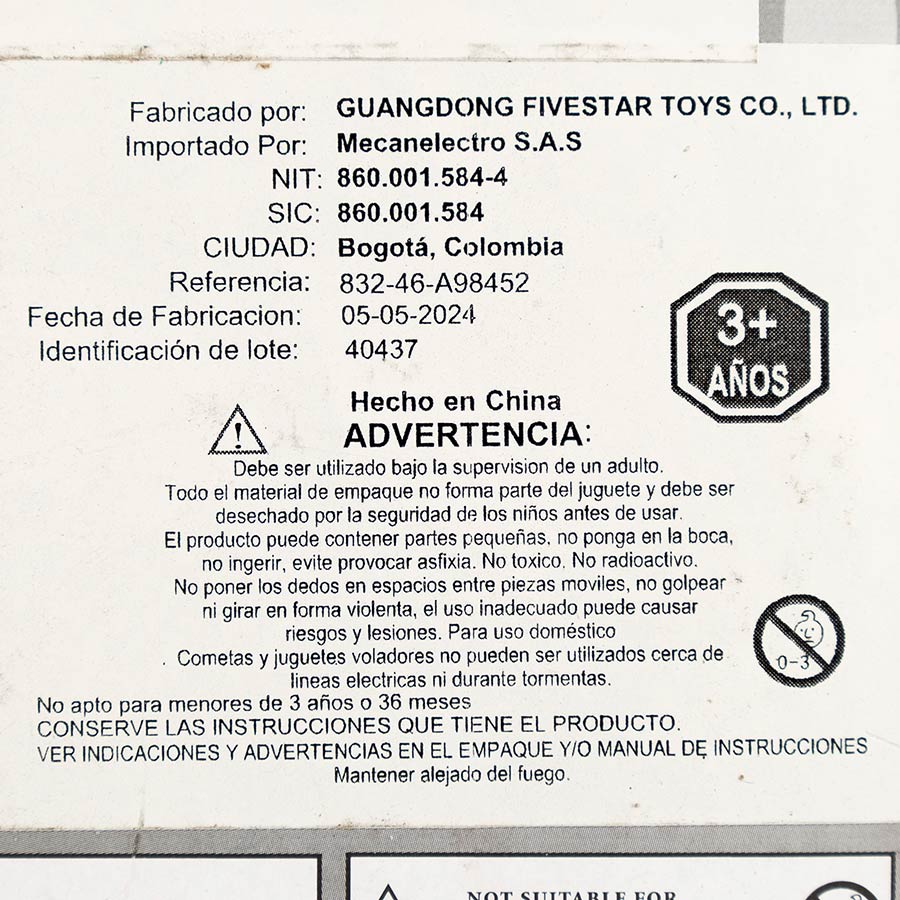 Fabricado por: GUANGDONG FIVESTAR TOYS CO., LTD.
Importado Por: Mecanelectro S.A.S
NIT: 860.001.584-4
SIC: 860.001.584
CIUDAD: Bogotá, Colombia
Referencia: 832-46-A98452
Fecha de Fabricacion: 05-05-2024
Identificación de lote: 40437
3+
AÑOS
Hecho en China
ADVERTENCIA:
Debe ser utilizado bajo la supervision de un adulto.
Todo el material de empaque no forma parte del juguete y debe ser
desechado por la seguridad de los niños antes de usar.
El producto puede contener partes pequeñas, no ponga en la boca,
no ingerir, evite provocar asfixia. No toxico. No radioactivo.
No poner los dedos en espacios entre piezas moviles, no golpear
ni girar en forma violenta, el uso inadecuado puede causar
riesgos y lesiones. Para uso doméstico
. Cometas y juguetes voladores no pueden ser utilizados cerca de
lineas electricas ni durante tormentas.
0-3
No apto para menores de 3 años o 36 meses
CONSERVE LAS INSTRUCCIONES QUE TIENE EL PRODUCTO.
VER INDICACIONES Y ADVERTENCIAS EN EL EMPAQUE Y/O MANUAL DE INSTRUCCIONES
Mantener alejado del fuego.
NOT SUITABLE FOR